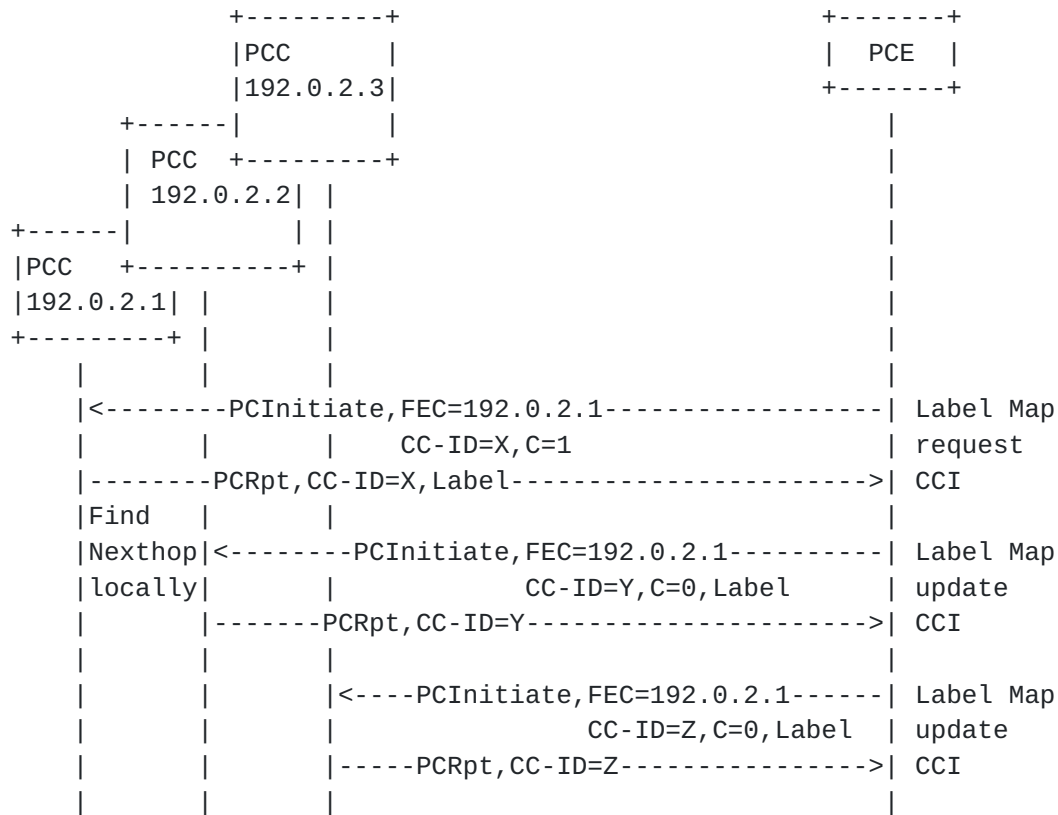 PCC
PCE
192.0.2.3
PCC
192.0.2.2
PCC
192.0.2.1
<--------PCInitiate,FEC=192.0.2.1------------------ Label Map
CC-ID=X,C=1 request
--------PCRpt,CC-ID=X,Label-----------------------> CCI
Find
Nexthop <--------PCInitiate,FEC=192.0.2.1---------- Label Map
locally CC-ID=Y,C=0,Label update
-------PCRpt,CC-ID=Y----------------------> CCI
<----PCInitiate,FEC=192.0.2.1------ Label Map
CC-ID=Z,C=0,Label update
-----PCRpt,CC-ID=Z----------------> CCI